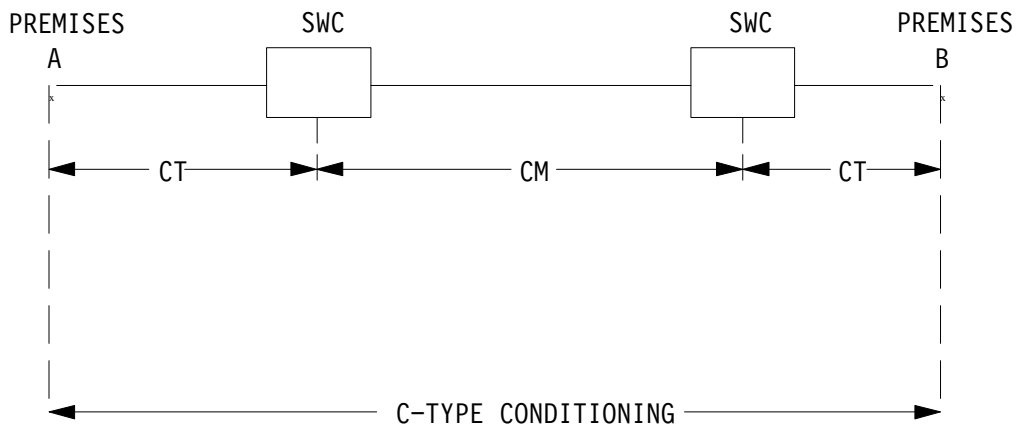 PREMISES SWC SWC PREMISES
A B
x x
CT CM CT
C-TYPE CONDITIONING